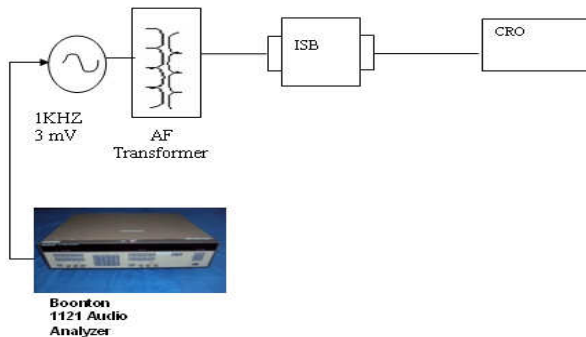 ISB
CRO
1KHZ
3 mV
AF
Transformer
Boonton
1121 Audio
Analyzer